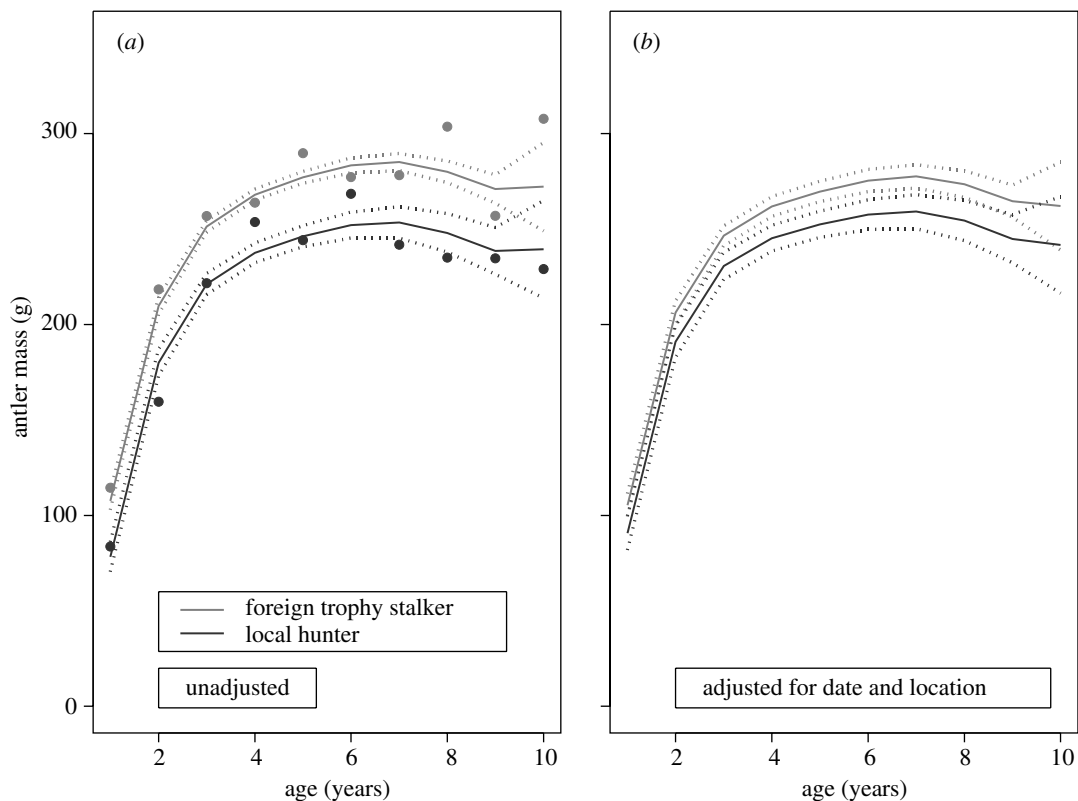 (a)
(b)
300
200
100
0
antler mass (g)
foreign trophy stalker
local hunter
unadjusted
adjusted for date and location
2 4 6 8 10
2 4 6 8 10
age (years)
age (years)